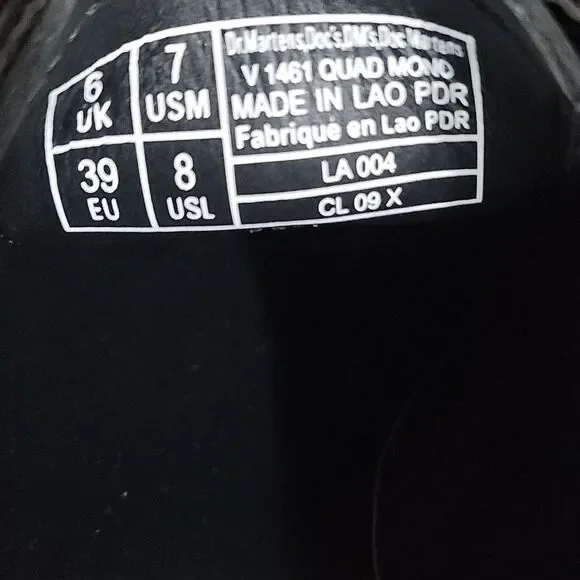 6
UK
7
USM
39
EU
8
USL
Dr.Martens,Doc's,DM's,Doc Martens
V 1461 QUAD MONO
MADE IN LAO PDR
Fabriqué en Lao PDR
LA 004
CL 09 X